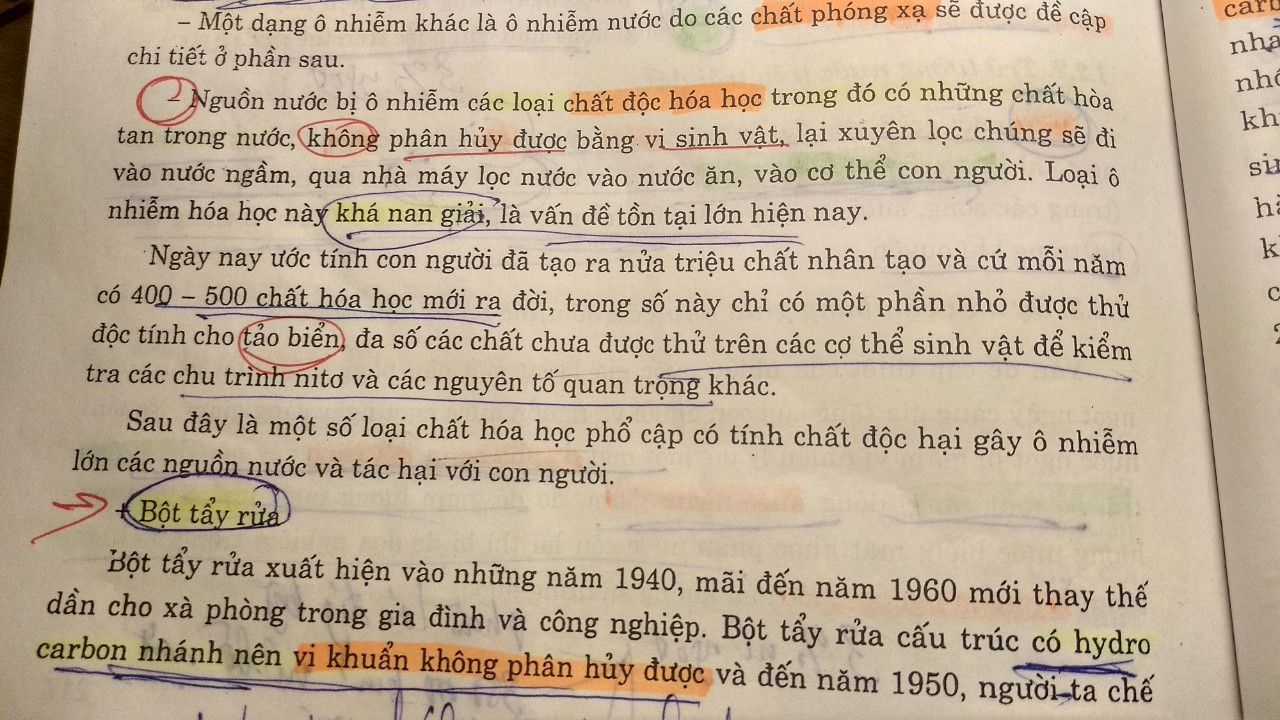 – Một dạng ô nhiễm khác là ô nhiễm nước do các chất phóng xạ sẽ được đề cập
chi tiết ở phần sau.
– Nguồn nước bị ô nhiễm các loại chất độc hóa học trong đó có những chất hòa
tan trong nước, không phân hủy được bằng vi sinh vật, lại xuyên lọc chúng sẽ đi
vào nước ngầm, qua nhà máy lọc nước vào nước ăn, vào cơ thể con người. Loại ô
nhiễm hóa học này khá nan giải, là vấn đề tồn tại lớn hiện nay.
Ngày nay ước tính con người đã tạo ra nửa triệu chất nhân tạo và cứ mỗi năm
có 400 – 500 chất hóa học mới ra đời, trong số này chỉ có một phần nhỏ được thử
độc tính cho tảo biển, đa số các chất chưa được thử trên các cơ thể sinh vật để kiểm
tra các chu trình nitơ và các nguyên tố quan trọng khác.
Sau đây là một số loại chất hóa học phổ cập có tính chất độc hại gây ô nhiễm
lớn các nguồn nước và tác hại với con người.
+ Bột tẩy rửa
Bột tẩy rửa xuất hiện vào những năm 1940, mãi đến năm 1960 mới thay thế
dần cho xà phòng trong gia đình và công nghiệp. Bột tẩy rửa cấu trúc có hydro
carbon nhánh nên vi khuẩn không phân hủy được và đến năm 1950, người ta chế